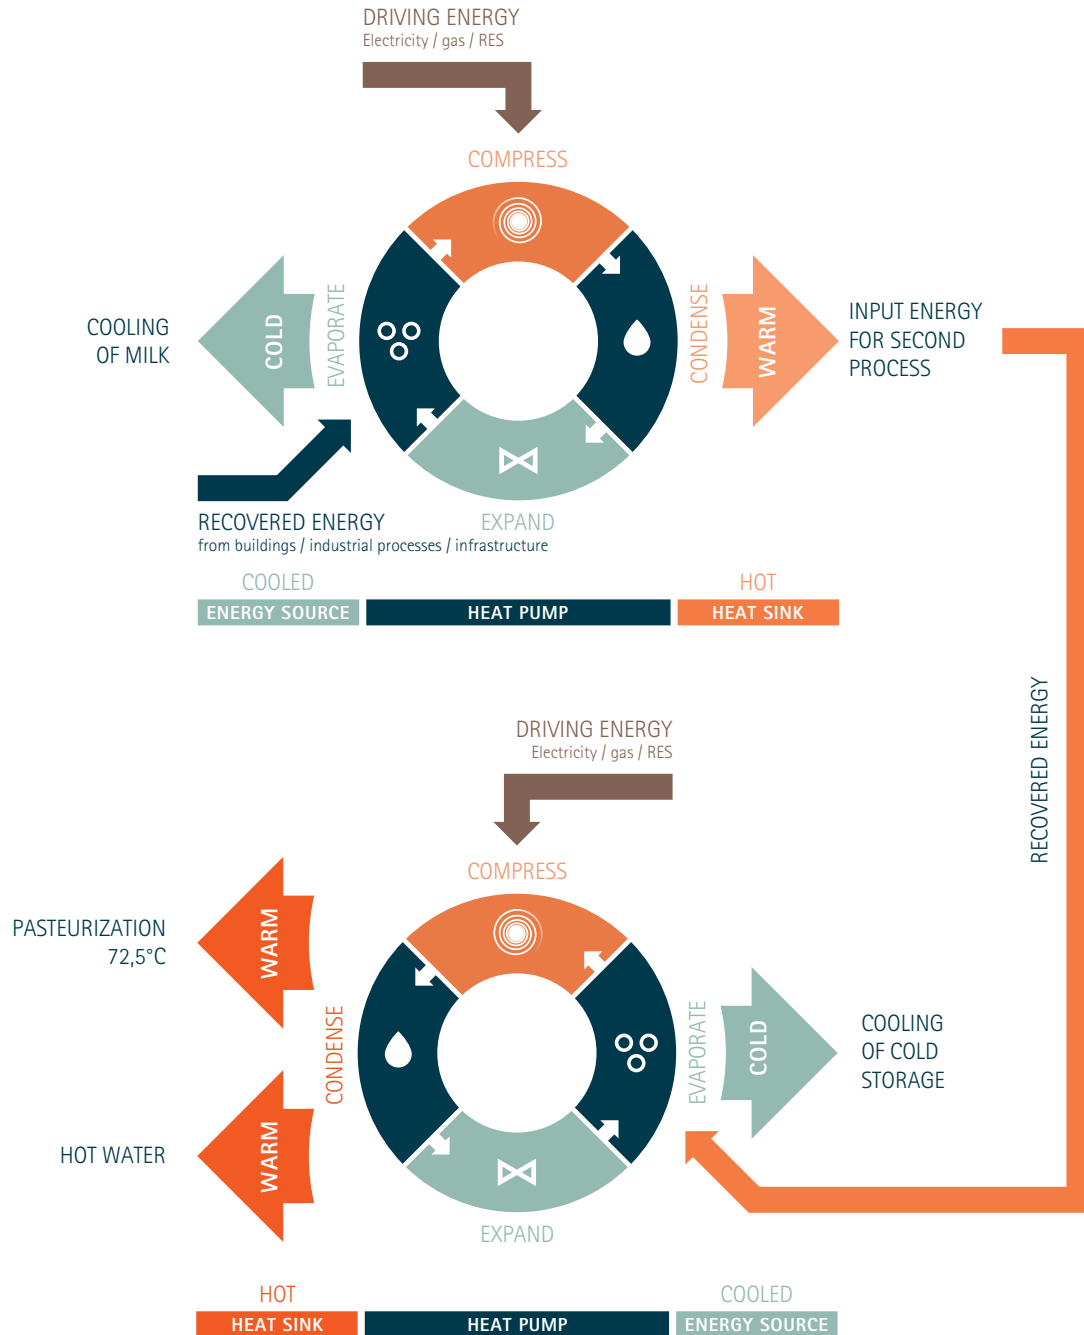 DRIVING ENERGY
Electricity / gas / RES
COMPRESS
COOLING
OF MILK
COLD
EVAPORATE
CONDENSE
WARM
INPUT ENERGY
FOR SECOND
PROCESS
RECOVERED ENERGY
from buildings / industrial processes / infrastructure
EXPAND
COOLED
HOT
ENERGY SOURCE
HEAT PUMP
HEAT SINK
RECOVERED ENERGY
DRIVING ENERGY
Electricity / gas / RES
COMPRESS
PASTEURIZATION
72,5°C
WARM
CONDENSE
EVAPORATE
COLD
COOLING
OF COLD
STORAGE
HOT WATER
WARM
EXPAND
HOT
COOLED
HEAT SINK
HEAT PUMP
ENERGY SOURCE